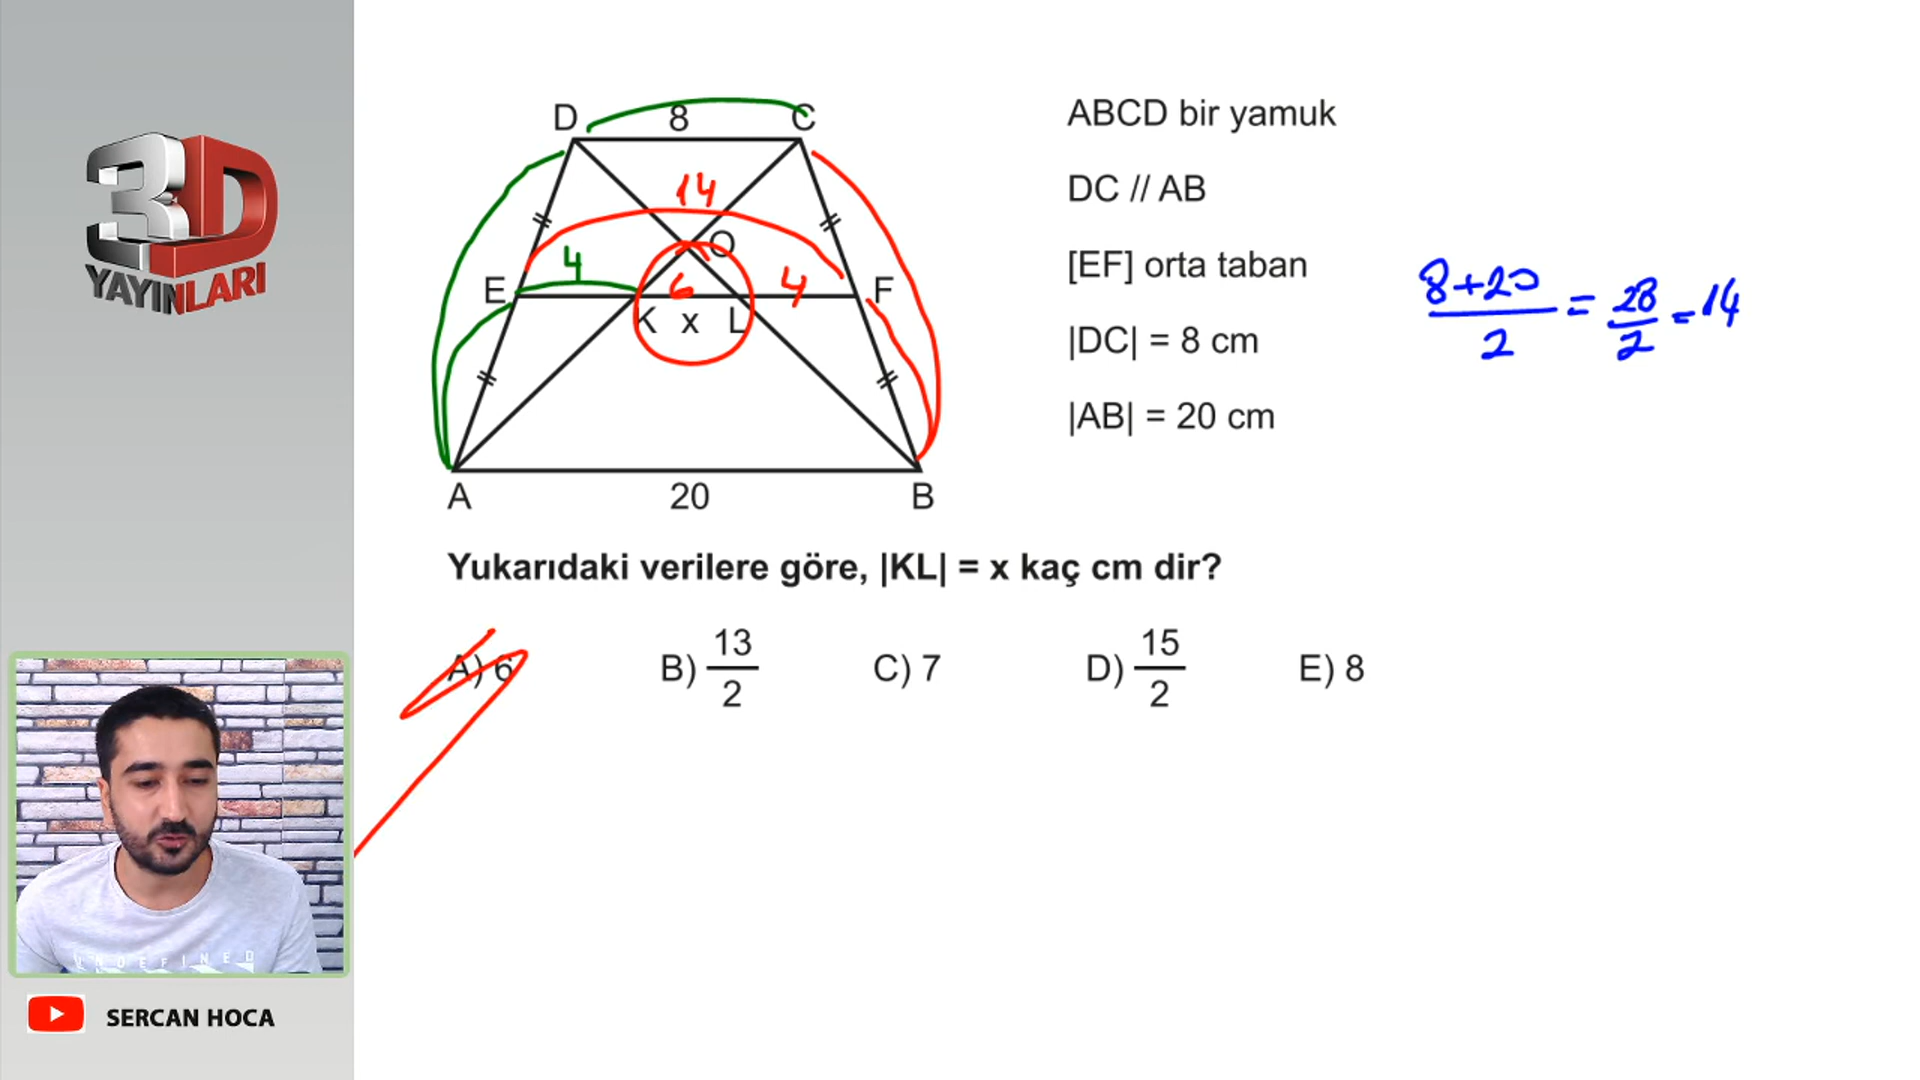 3D
YAYINLARI
D 8 C
14
O
4
E K 6 x L 4 F
A 20 B
ABCD bir yamuk
DC // AB
[EF] orta taban
|DC| = 8 cm
|AB| = 20 cm
8+20/2 = 28/2 = 14
Yukarıdaki verilere göre, |KL| = x kaç cm dir?
A) 6 B) 13/2 C) 7 D) 15/2 E) 8
UNDEFINED
SERCAN HOCA